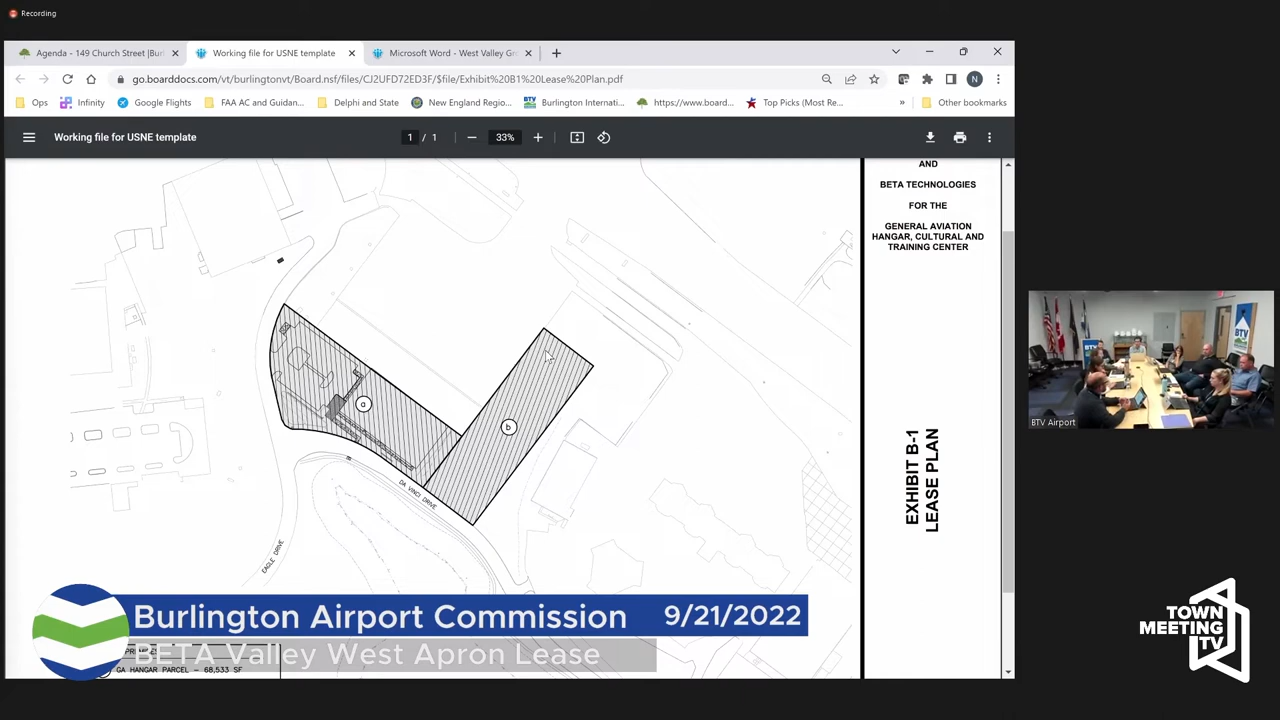 Recording
Agenda - 149 Church Street |Burl
Working file for USNE template
Microsoft Word - West Valley Gr
go.boarddocs.com/vt/burlingtonvt/Board.nsf/files/CJ2UFD72ED3F/$file/Exhibit%20B1%20Lease%20Plan.pdf
N
Ops
Infinity
Google Flights
FAA AC and Guidan...
Delphi and State
New England Regio...
Burlington Internati...
https://www.board...
Top Picks (Most Re...
»
Other bookmarks
Working file for USNE template
1 / 1
33%
AND
BETA TECHNOLOGIES
FOR THE
GENERAL AVIATION
HANGAR, CULTURAL AND
TRAINING CENTER
EXHIBIT B-1
LEASE PLAN
a
b
DA VINCI DRIVE
EAGLE DRIVE
BTV
BTV Airport
Burlington Airport Commission 9/21/2022
BETA Valley West Apron Lease
GA HANGAR PARCEL – 68,533 SF
TOWN
MEETING
TV